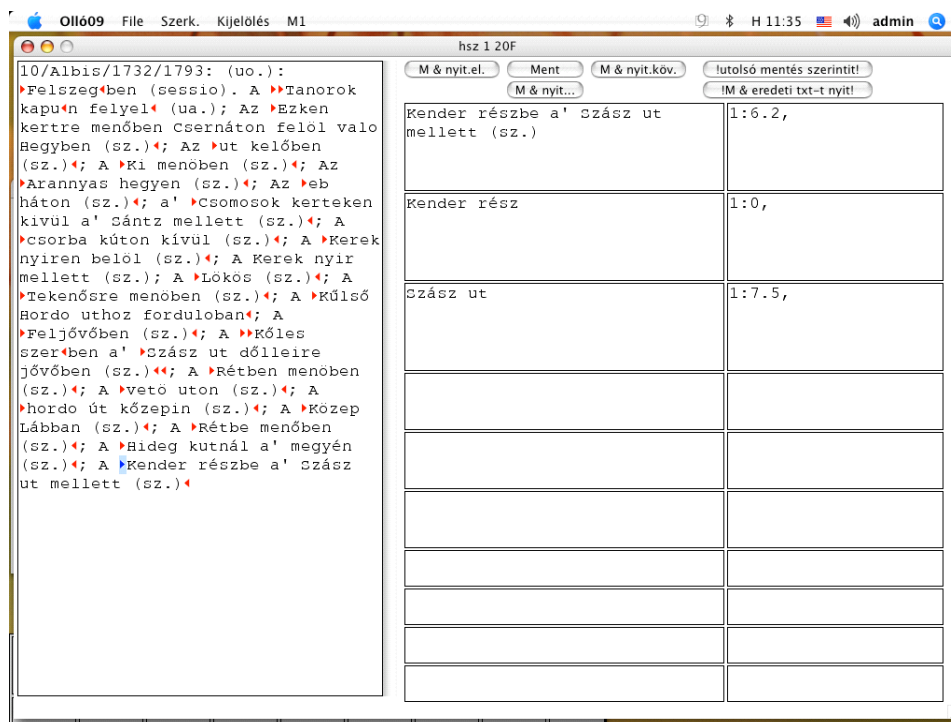 Olló09 File Szerk. Kijelölés M1 H 11:35 admin
hsz 1 20F
10/Albis/1732/1793: (uo.):
Felszegben (sessio). A Tanorok
kapun felyel (ua.); Az Ezken
kertre menőben Csernáton felöl valo
Hegyben (sz.); Az ut kelőben
(sz.); A Ki menöben (sz.); Az
Arannyas hegyen (sz.); Az eb
háton (sz.); a' Csomosok kerteken
kivül a' Sántz mellett (sz.); A
csorba kúton kívül (sz.); A Kerek
nyiren belöl (sz.); A Kerek nyir
mellett (sz.); A Lökös (sz.); A
Tekenősre menöben (sz.); A Kűlső
Hordo uthoz forduloban; A
Feljővőben (sz.); A Kőles
szerben a' Szász ut dőlleire
jővőben (sz.); A Rétben menöben
(sz.); A vetö uton (sz.); A
hordo út kőzepin (sz.); A Közep
Lábban (sz.); A Rétbe menőben
(sz.); A Hideg kutnál a' megyén
(sz.); A Kender részbe a' Szász
ut mellett (sz.)
M & nyit.el. Ment M & nyit.köv. !utolsó mentés szerintit!
M & nyit... !M & eredeti txt-t nyit!
Kender részbe a' Szász ut
mellett (sz.)
1:6.2,
Kender rész
1:0,
Szász ut
1:7.5,